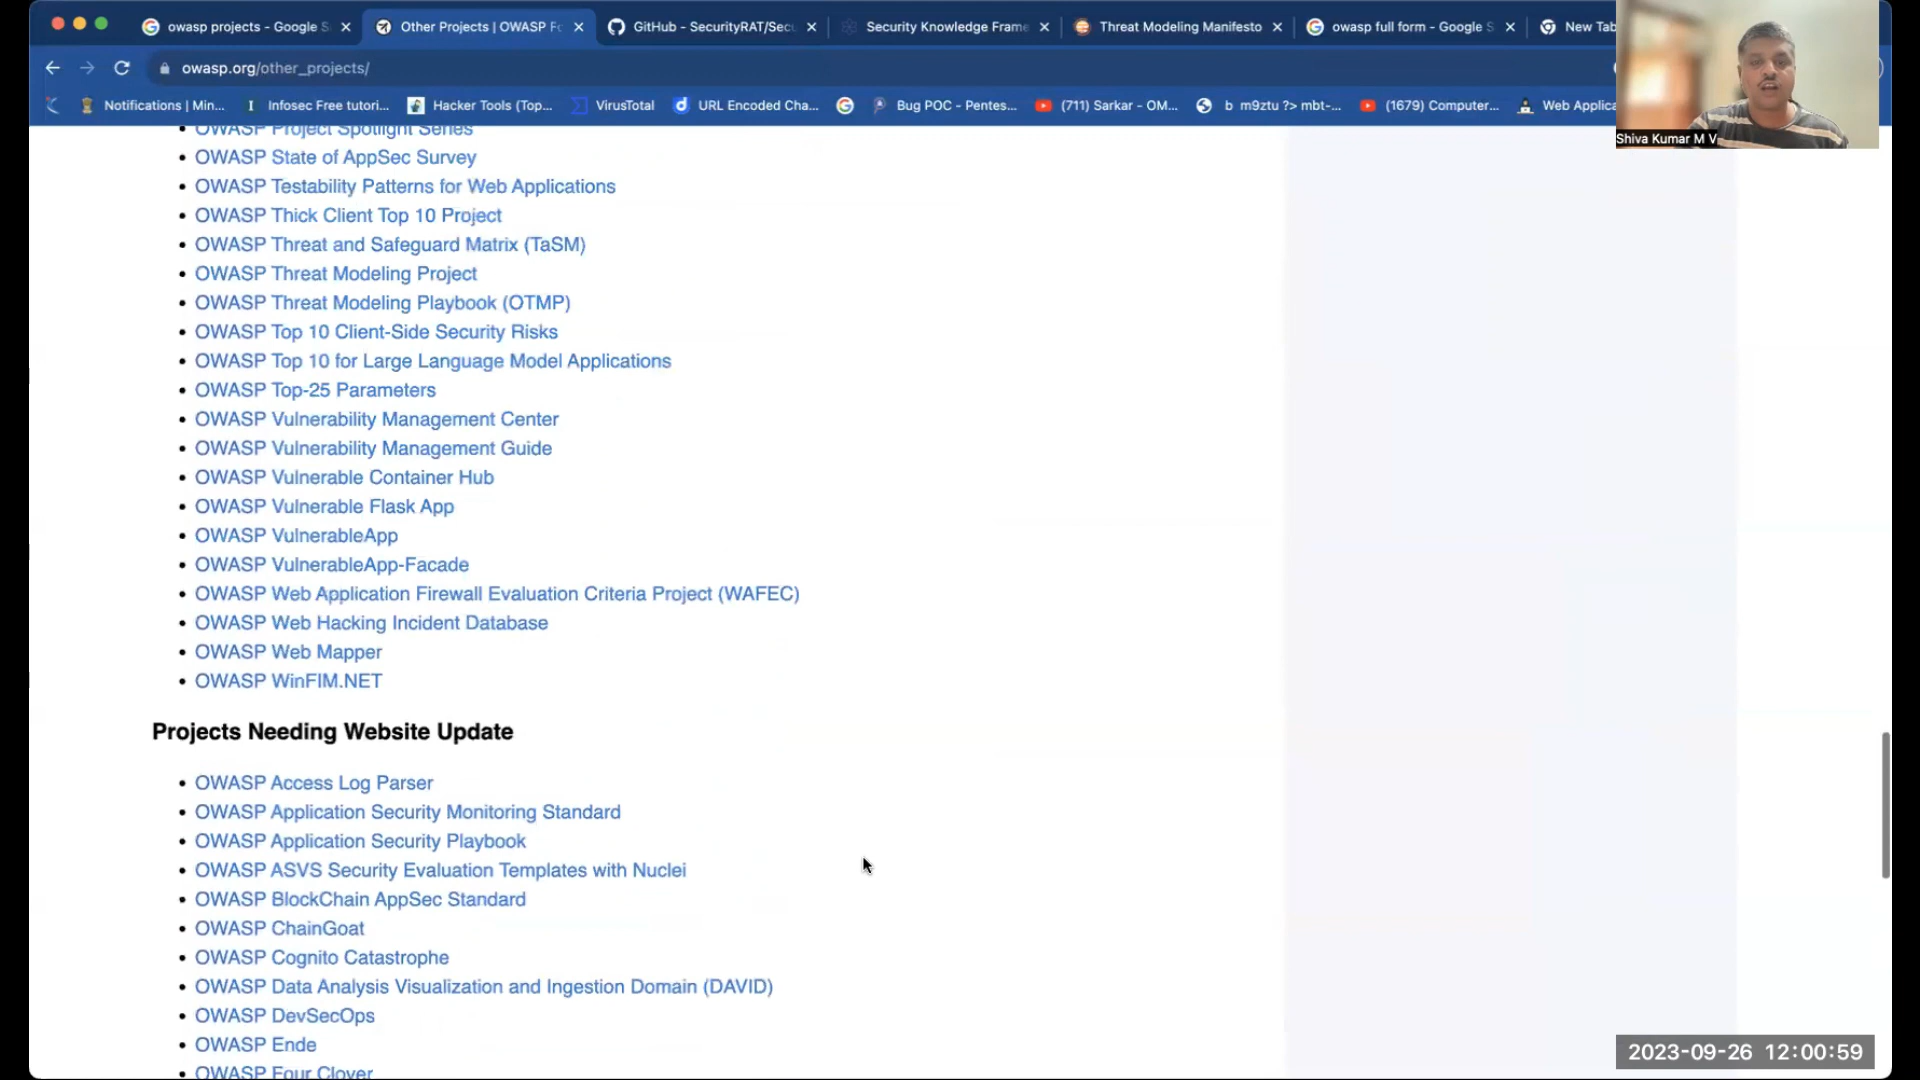 owasp projects - Google S
Other Projects | OWASP Fo
GitHub - SecurityRAT/Secu
Security Knowledge Frame
Threat Modeling Manifesto
owasp full form - Google S
New Tab
owasp.org/other_projects/
Notifications | Min...
Infosec Free tutori...
Hacker Tools (Top...
VirusTotal
URL Encoded Cha...
Bug POC - Pentes...
(711) Sarkar - OM...
b m9ztu ?> mbt-...
(1679) Computer...
Web Applica
Shiva Kumar M V
OWASP Project Spotlight Series
OWASP State of AppSec Survey
OWASP Testability Patterns for Web Applications
OWASP Thick Client Top 10 Project
OWASP Threat and Safeguard Matrix (TaSM)
OWASP Threat Modeling Project
OWASP Threat Modeling Playbook (OTMP)
OWASP Top 10 Client-Side Security Risks
OWASP Top 10 for Large Language Model Applications
OWASP Top-25 Parameters
OWASP Vulnerability Management Center
OWASP Vulnerability Management Guide
OWASP Vulnerable Container Hub
OWASP Vulnerable Flask App
OWASP VulnerableApp
OWASP VulnerableApp-Facade
OWASP Web Application Firewall Evaluation Criteria Project (WAFEC)
OWASP Web Hacking Incident Database
OWASP Web Mapper
OWASP WinFIM.NET
Projects Needing Website Update
OWASP Access Log Parser
OWASP Application Security Monitoring Standard
OWASP Application Security Playbook
OWASP ASVS Security Evaluation Templates with Nuclei
OWASP BlockChain AppSec Standard
OWASP ChainGoat
OWASP Cognito Catastrophe
OWASP Data Analysis Visualization and Ingestion Domain (DAVID)
OWASP DevSecOps
OWASP Ende
OWASP Four Clover
2023-09-26 12:00:59